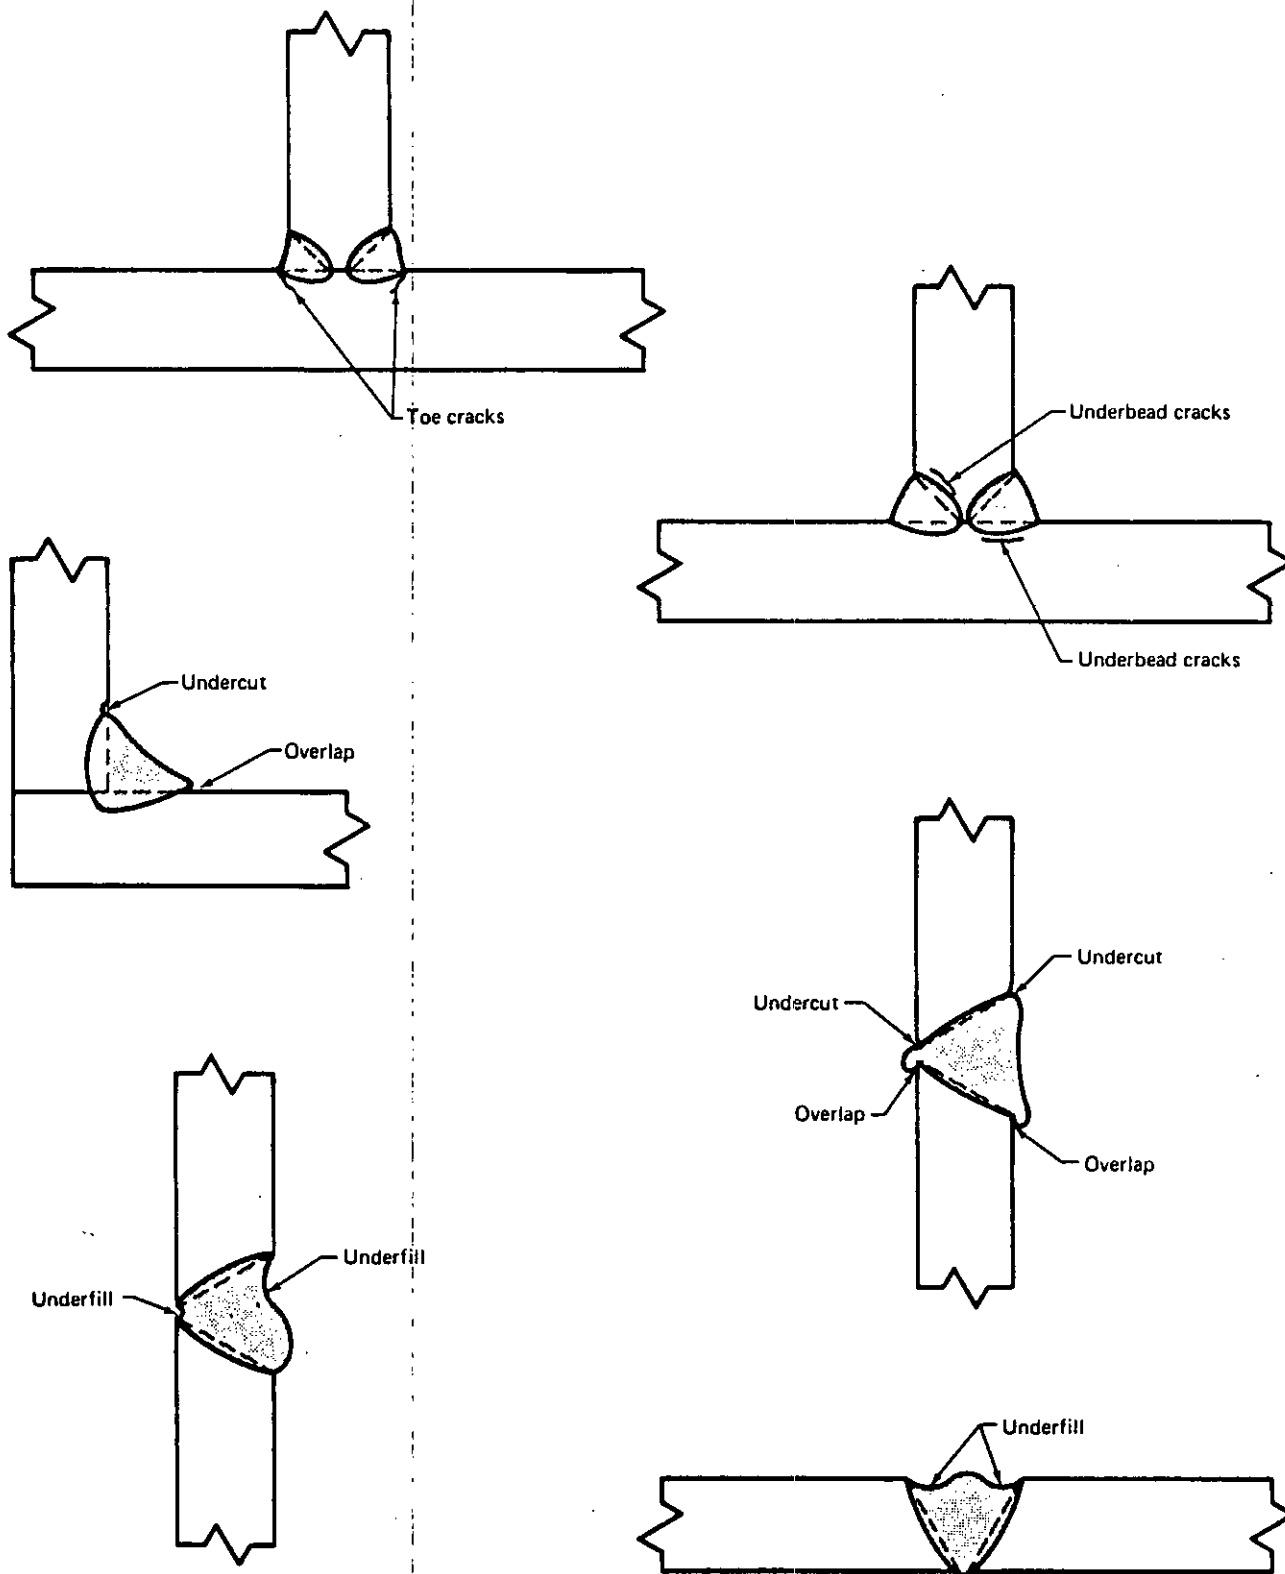 Toe cracks
Underbead cracks
Underbead cracks
Undercut
Overlap
Undercut
Undercut
Overlap
Overlap
Underfill
Underfill
Underfill